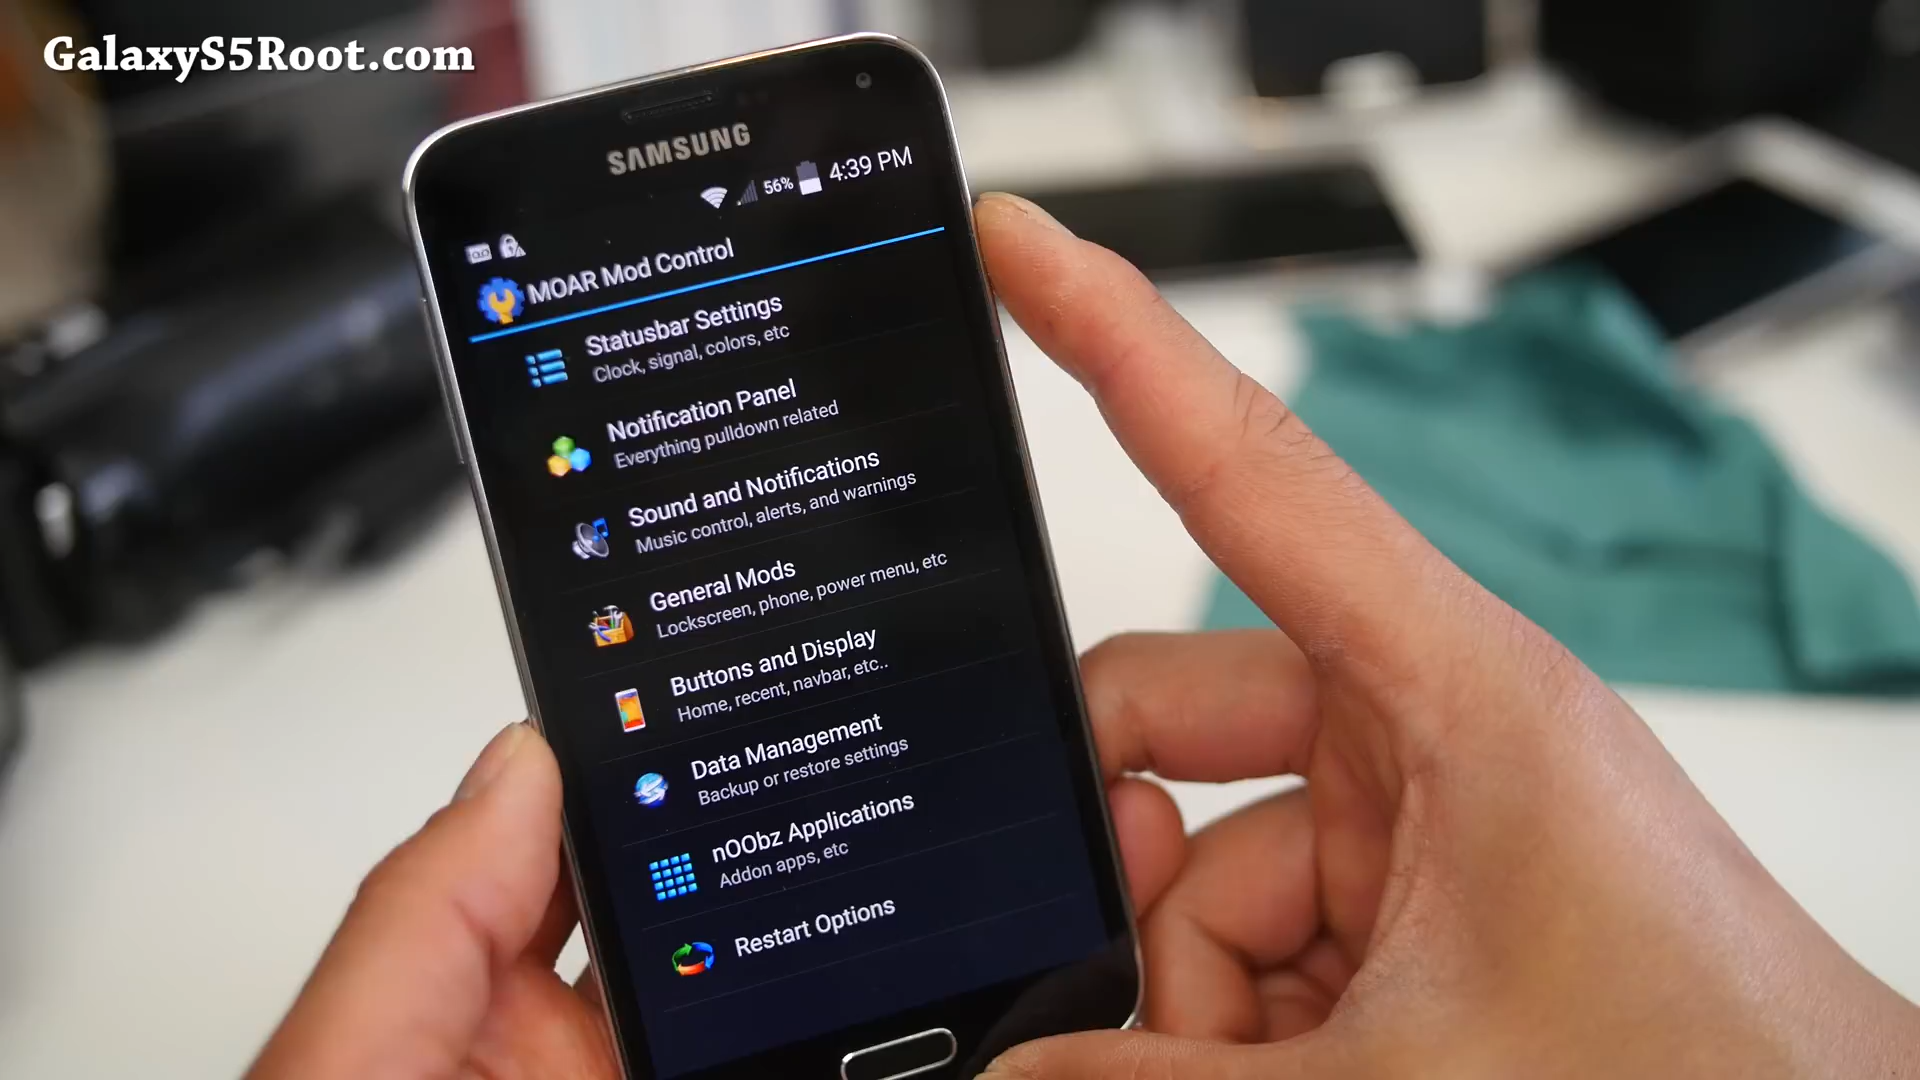 GalaxyS5Root.com
SAMSUNG
56% 4:39 PM
MOAR Mod Control
Statusbar Settings
Clock, signal, colors, etc
Notification Panel
Everything pulldown related
Sound and Notifications
Music control, alerts, and warnings
General Mods
Lockscreen, phone, power menu, etc
Buttons and Display
Home, recent, navbar, etc..
Data Management
Backup or restore settings
nOObz Applications
Addon apps, etc
Restart Options